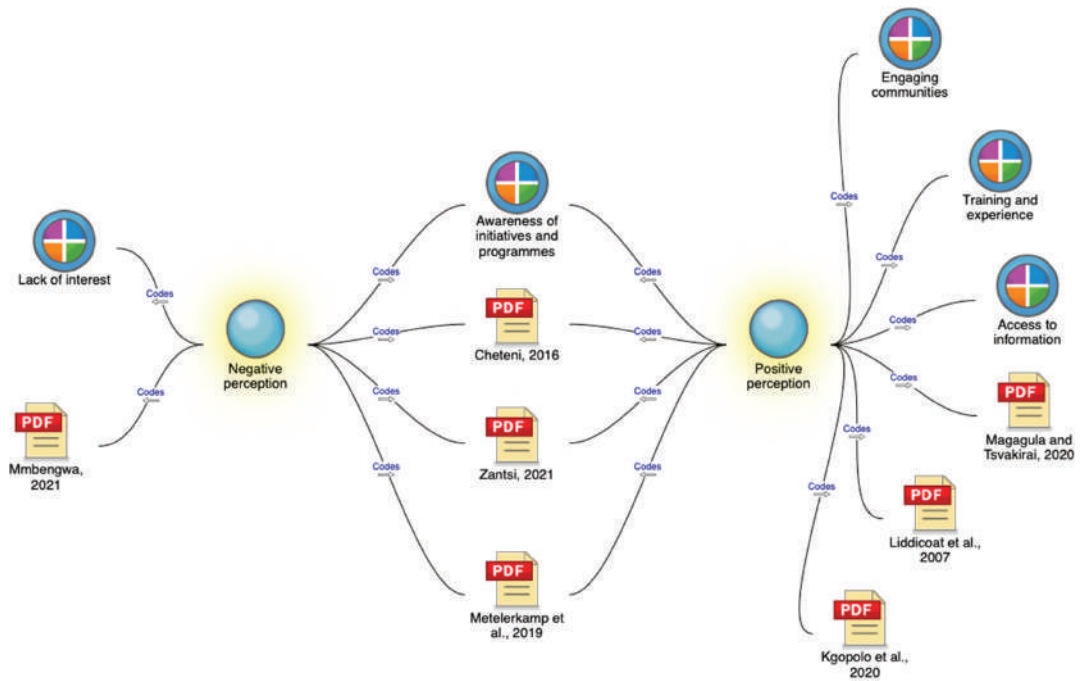 Engaging
communities
Codes
Training and
experience
Codes
Awareness of
initiatives and
programmes
Codes
Codes
Lack of interest
Codes
Access to
information
Codes
PDF
Cheteni, 2016
Codes
Codes
Negative
perception
Positive
perception
Codes
PDF
Mmbengwa,
2021
Codes
PDF
Zantsi, 2021
Codes
Codes
PDF
Magagula and
Tsvakirai, 2020
Codes
PDF
Liddicoat et al.,
2007
Codes
PDF
Metelerkamp
et al., 2019
Codes
Codes
PDF
Kgopolo et al.,
2020
Codes